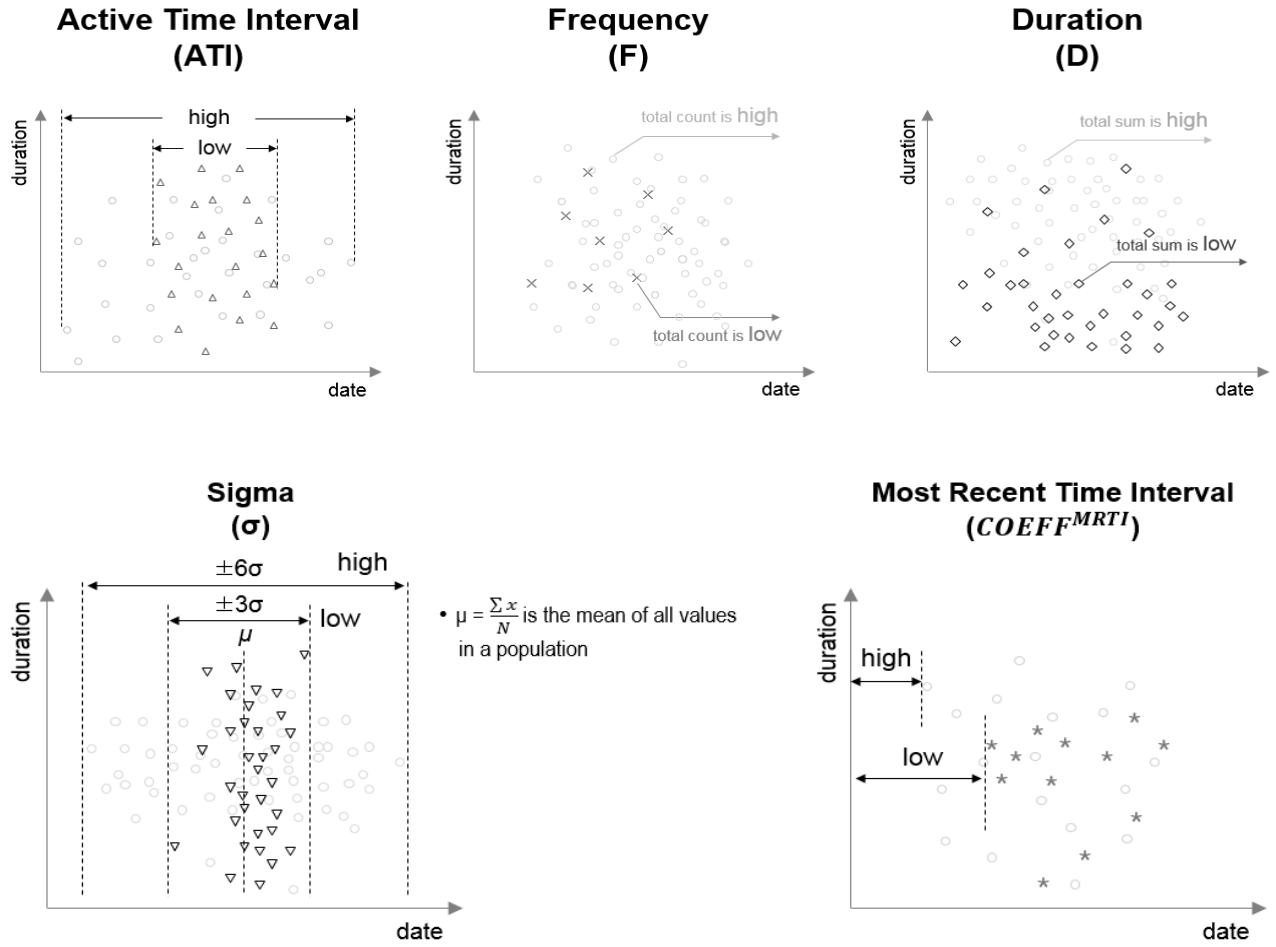 Active Time Interval
(ATI)
duration
high
low
date
Frequency
(F)
duration
total count is high
total count is low
date
Duration
(D)
duration
total sum is high
total sum is low
date
Sigma
(σ)
duration
±6σ
high
±3σ
low
μ
date
• μ = ∑x/N is the mean of all values
in a population
Most Recent Time Interval
(COEFF^MRTI)
duration
high
low
date